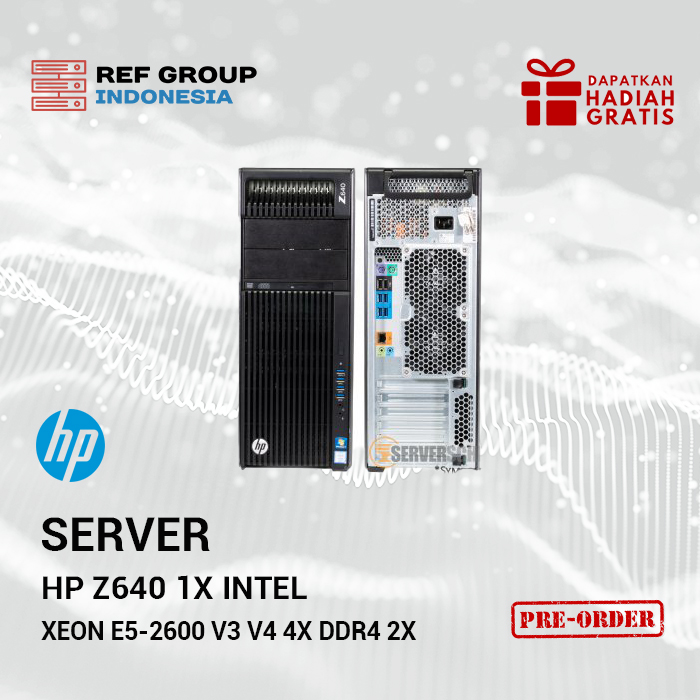 REF GROUP
INDONESIA
DAPATKAN
HADIAH
GRATIS
Z640
hp
hp
SERVER
HP Z640 1X INTEL
XEON E5-2600 V3 V4 4X DDR4 2X
PRE-ORDER